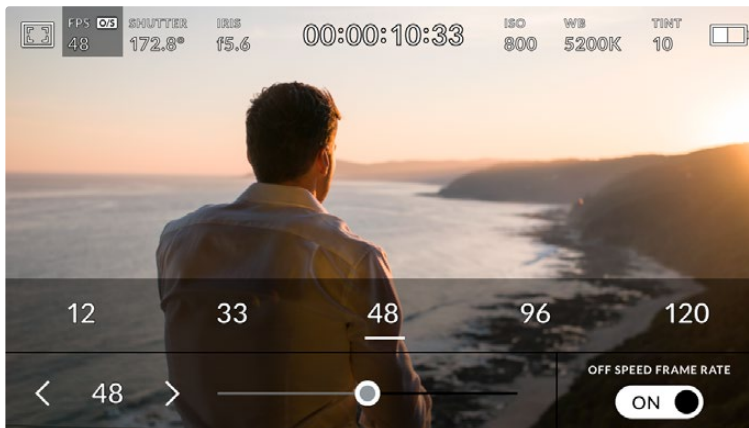 FPS O/S SHUTTER IRIS ISO WB TINT
48 172.8° f5.6 00:00:10:33 800 5200K 10
12 33 48 96 120
OFF SPEED FRAME RATE
48 ON